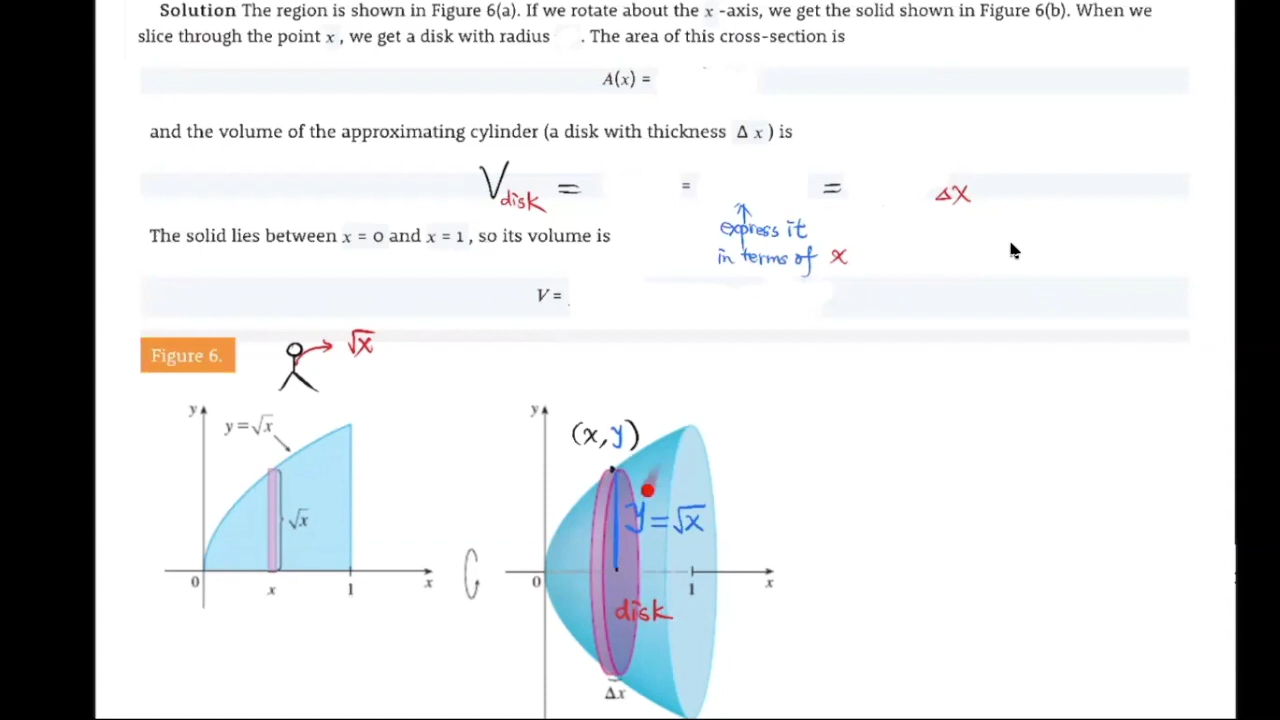 Solution The region is shown in Figure 6(a). If we rotate about the x -axis, we get the solid shown in Figure 6(b). When we
slice through the point x , we get a disk with radius . The area of this cross-section is
A(x) =
and the volume of the approximating cylinder (a disk with thickness Δ x ) is
V disk = = = Δx
express it
in terms of x
The solid lies between x = 0 and x = 1 , so its volume is
V =
Figure 6.
√x
y
y=√x
√x
0
x
1
x
y
(x,y)
y=√x
0
1
x
disk
Δx